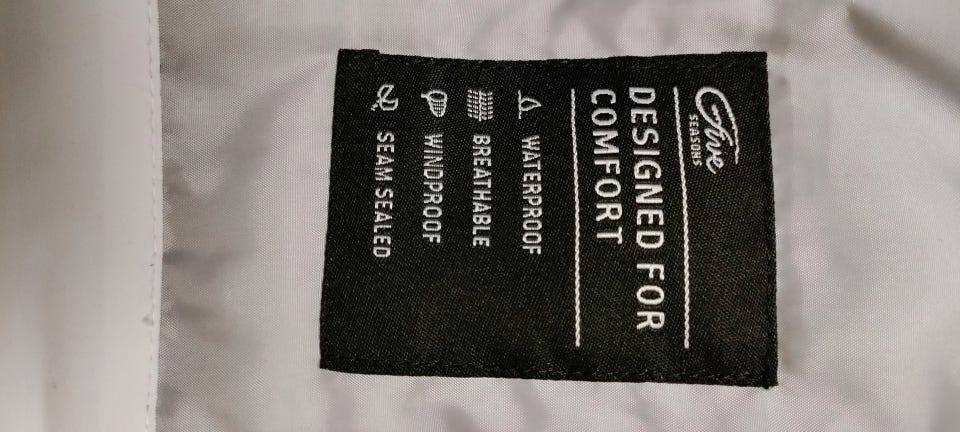 Five
SEASONS
DESIGNED FOR
COMFORT
WATERPROOF
BREATHABLE
WINDPROOF
SEAM SEALED